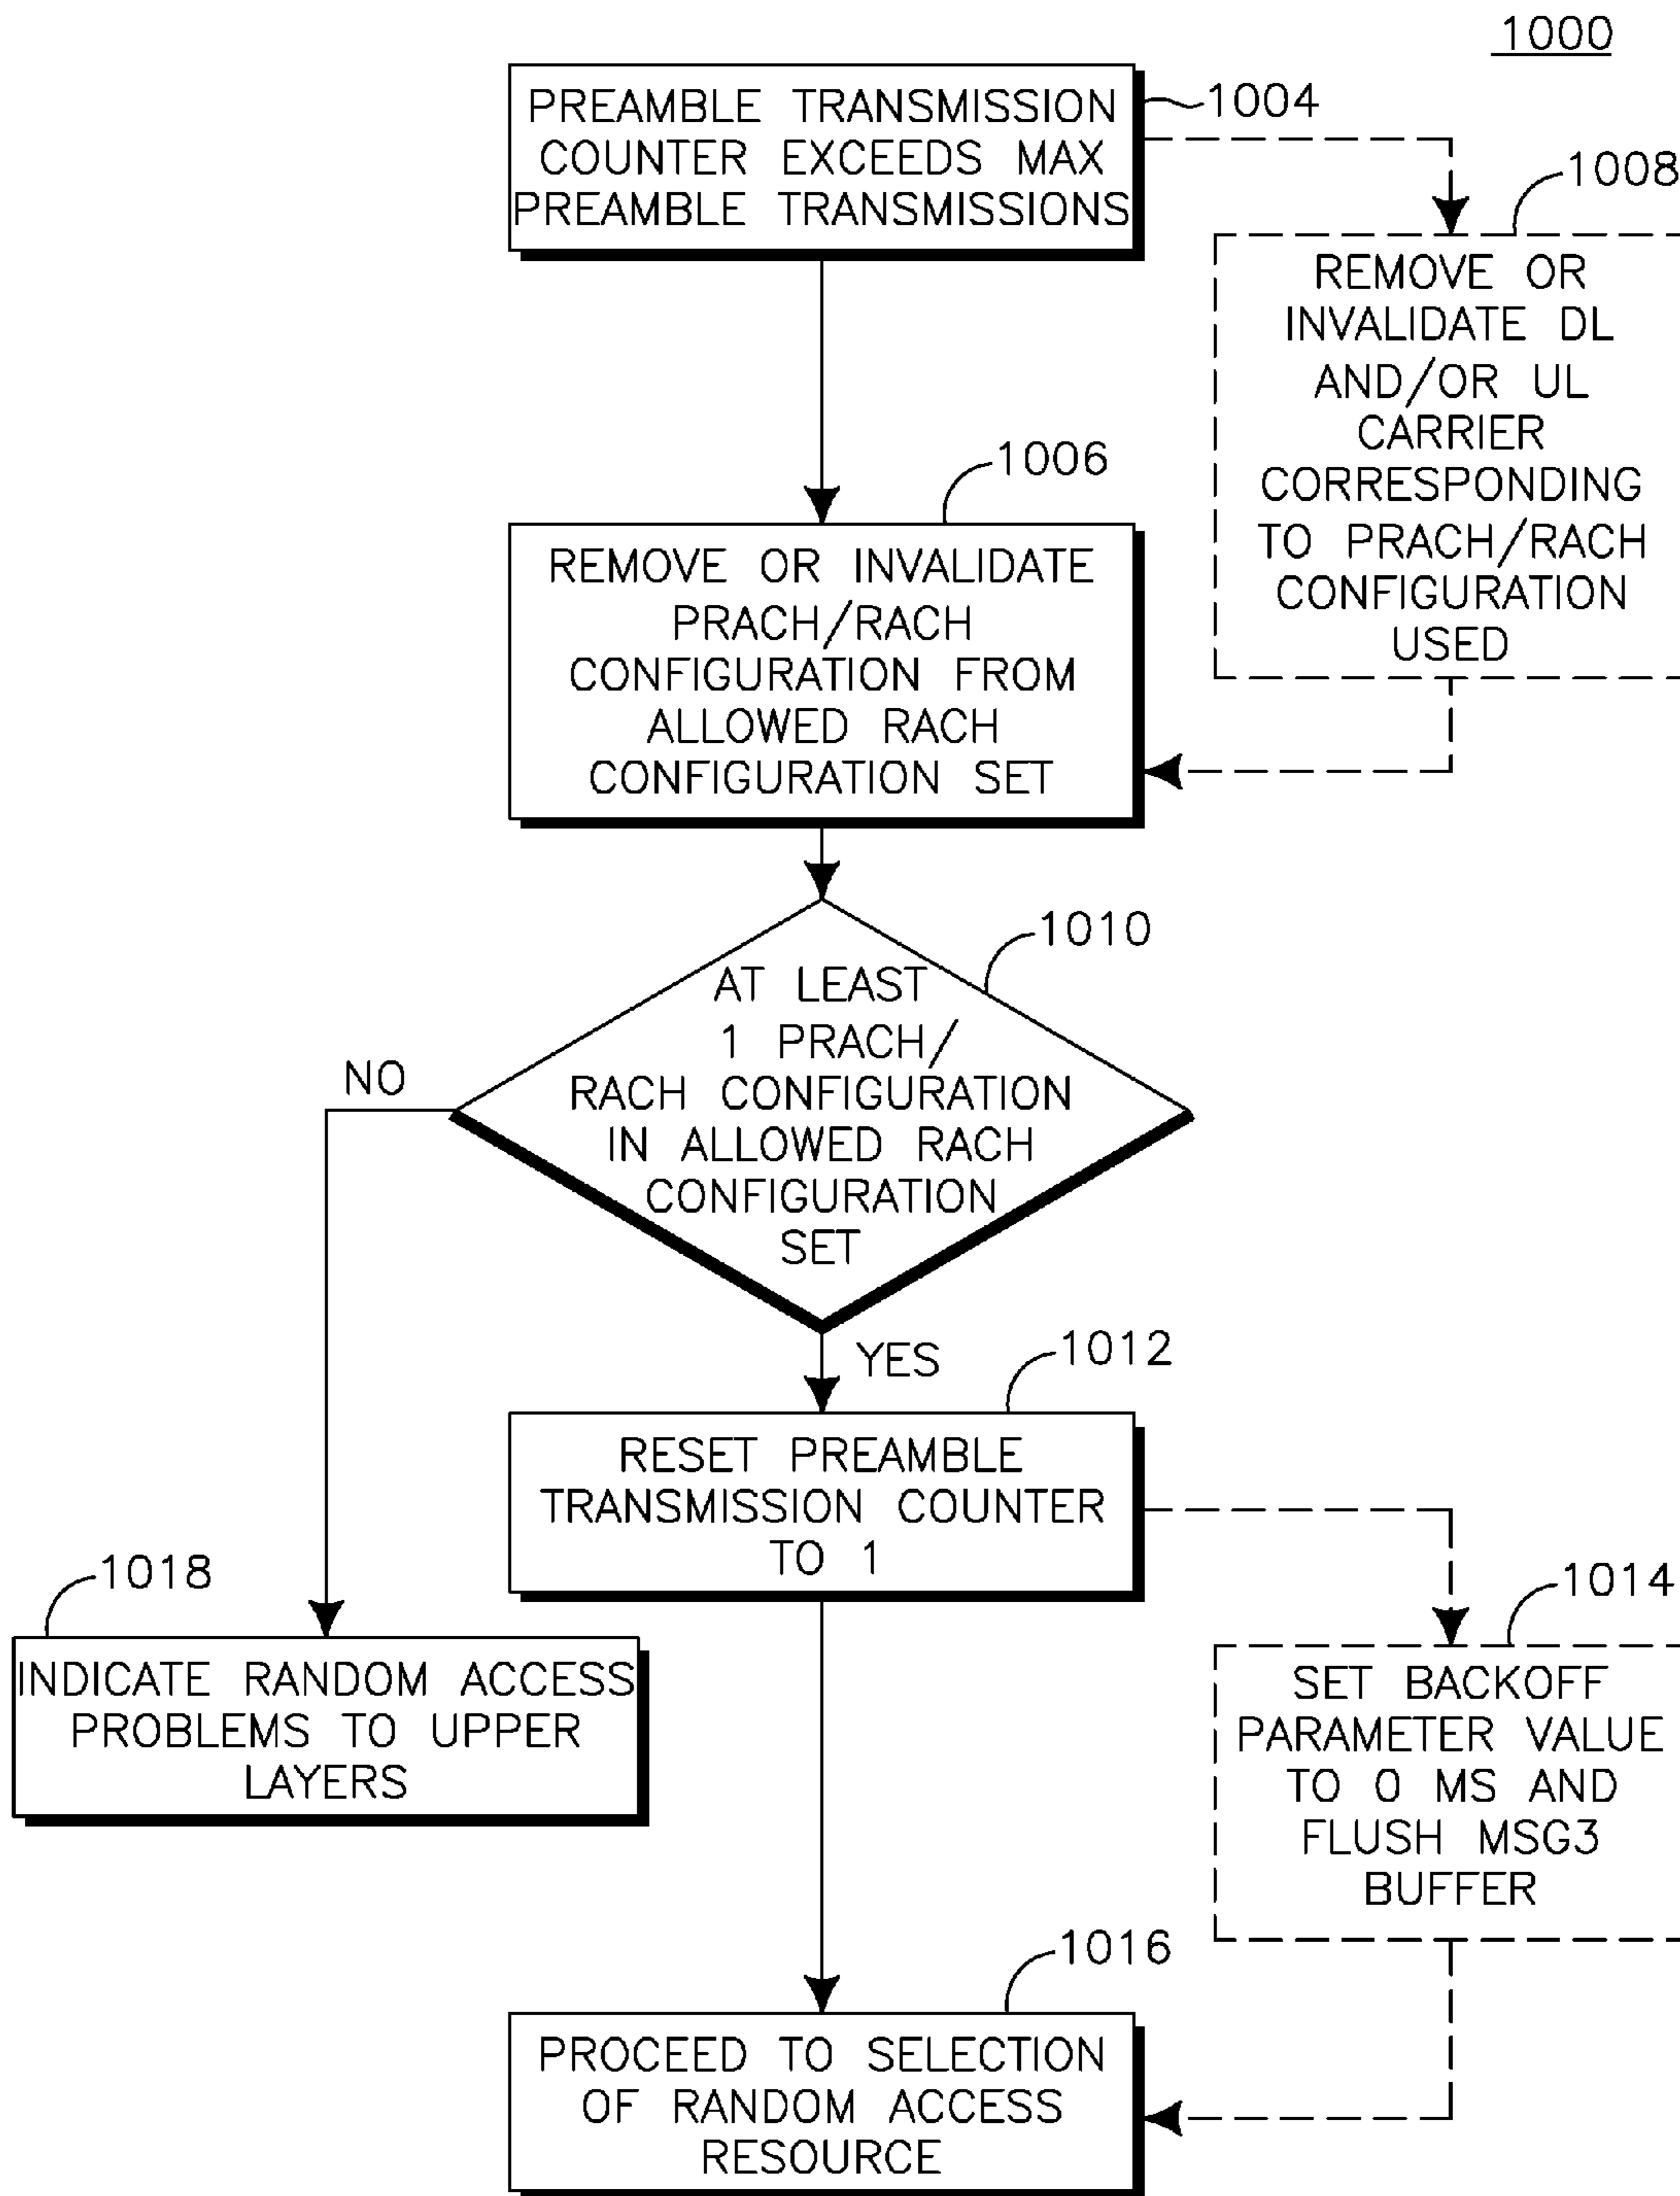 1000
PREAMBLE TRANSMISSION
COUNTER EXCEEDS MAX
PREAMBLE TRANSMISSIONS
1004
1008
REMOVE OR
INVALIDATE DL
AND/OR UL
CARRIER
CORRESPONDING
TO PRACH/RACH
CONFIGURATION
USED
1006
REMOVE OR INVALIDATE
PRACH/RACH
CONFIGURATION FROM
ALLOWED RACH
CONFIGURATION SET
1010
AT LEAST
1 PRACH/
RACH CONFIGURATION
IN ALLOWED RACH
CONFIGURATION
SET
NO
YES
1012
RESET PREAMBLE
TRANSMISSION COUNTER
TO 1
1018
INDICATE RANDOM ACCESS
PROBLEMS TO UPPER
LAYERS
1014
SET BACKOFF
PARAMETER VALUE
TO 0 MS AND
FLUSH MSG3
BUFFER
1016
PROCEED TO SELECTION
OF RANDOM ACCESS
RESOURCE